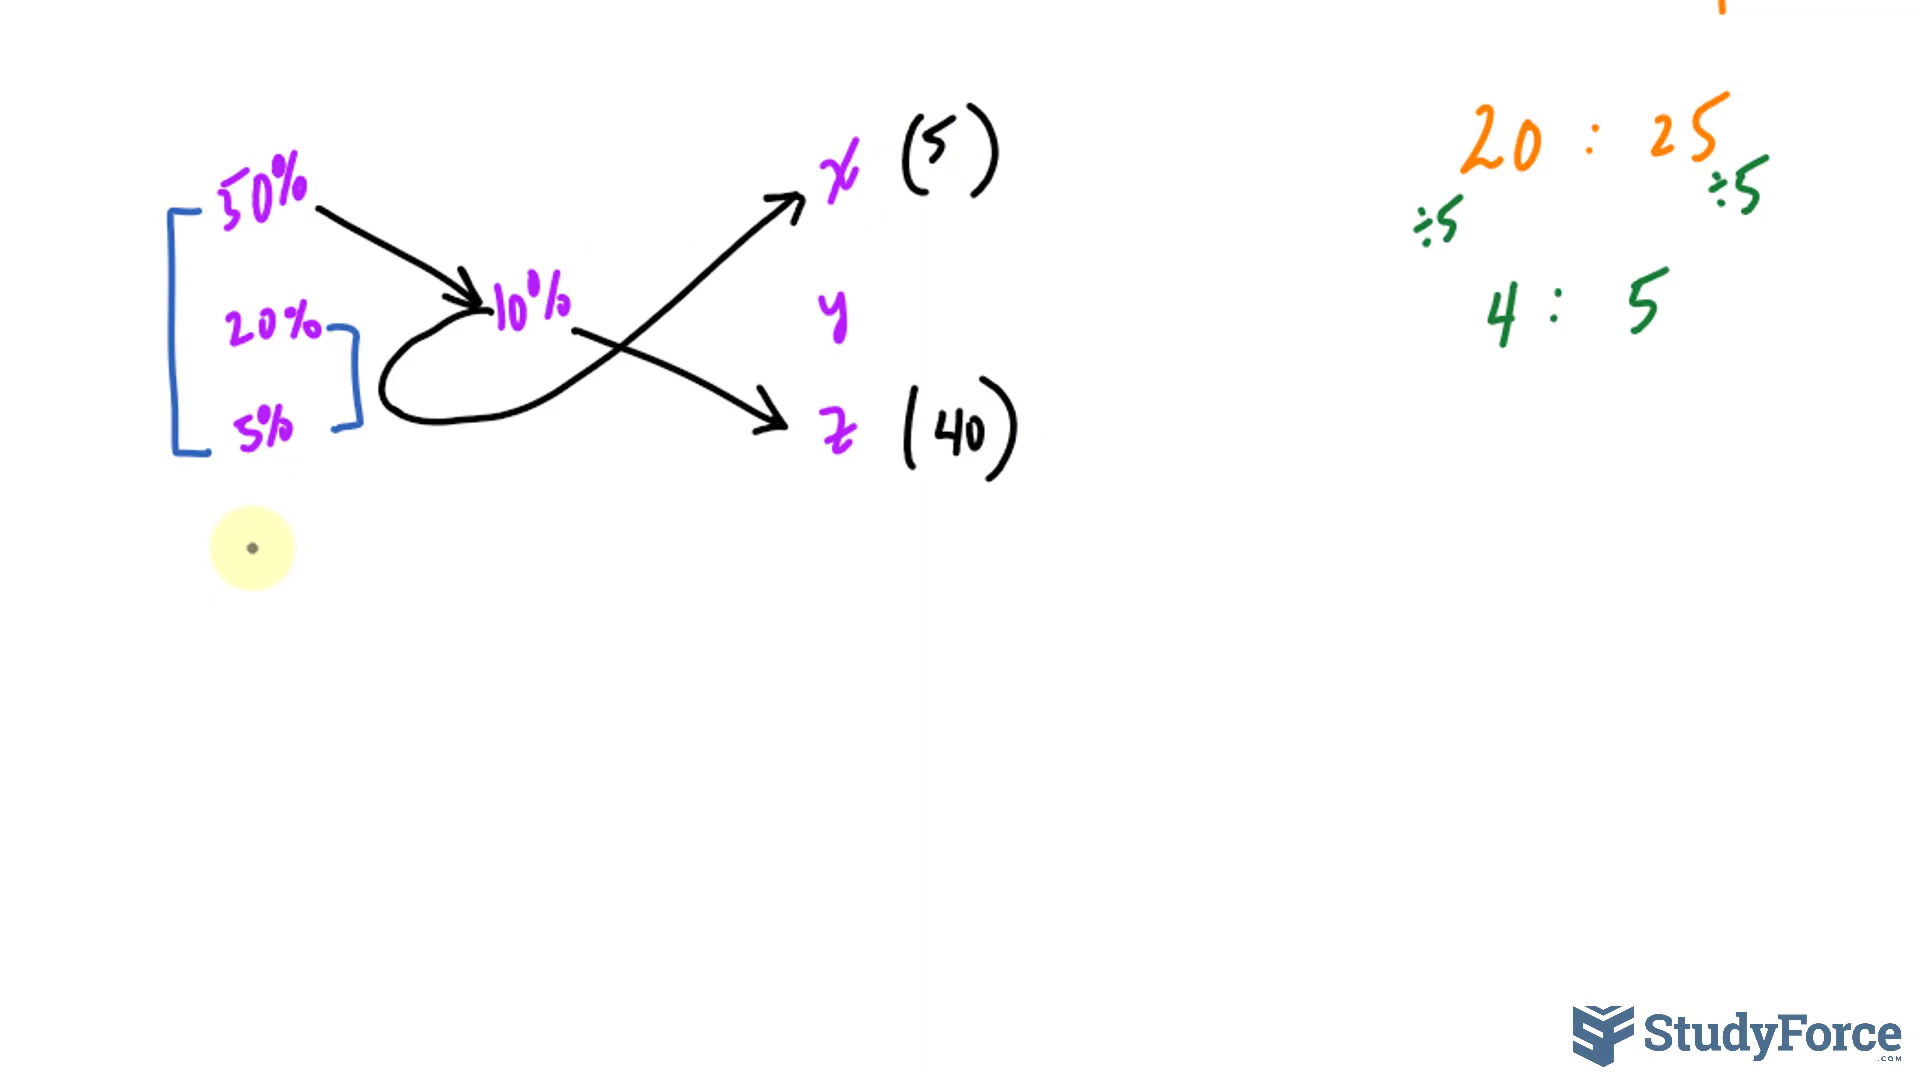 50% x (5)
20% 10% y
5% z (40)
20 : 25
÷5 ÷5
4 : 5
StudyForce
.COM